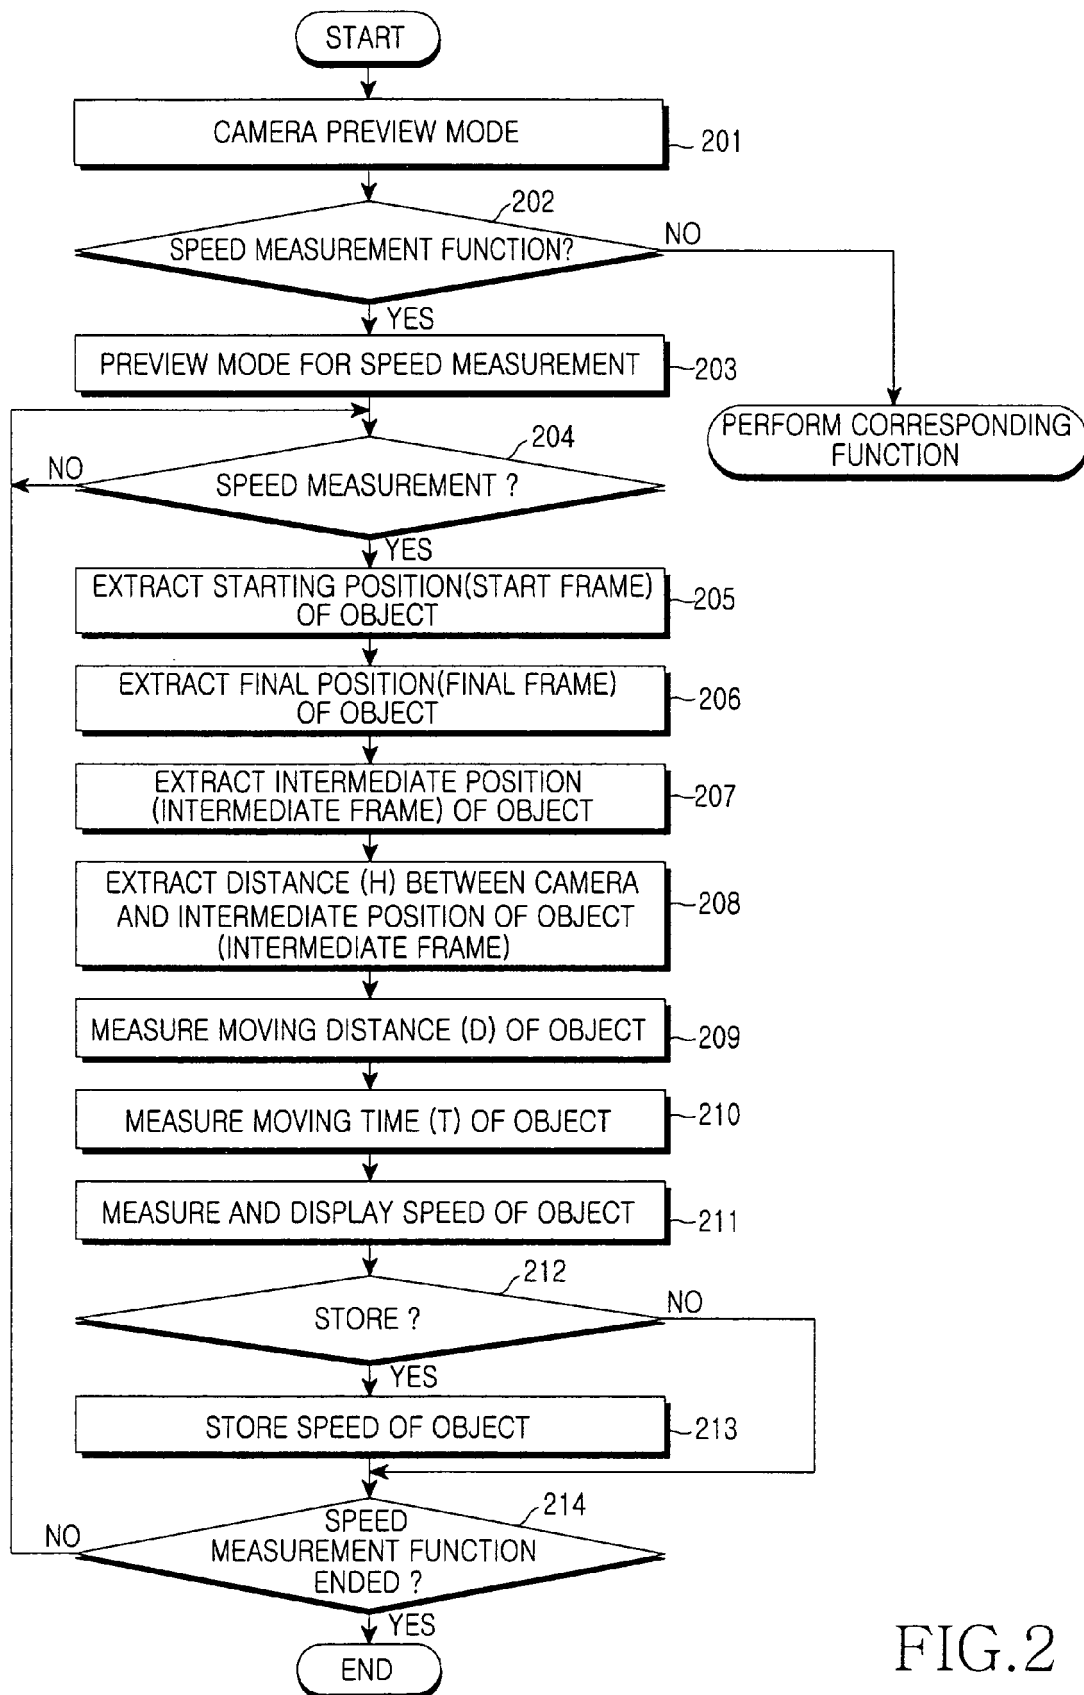 START
CAMERA PREVIEW MODE
201
202
SPEED MEASUREMENT FUNCTION?
NO
YES
PREVIEW MODE FOR SPEED MEASUREMENT
203
PERFORM CORRESPONDING
FUNCTION
204
NO
SPEED MEASUREMENT ?
YES
EXTRACT STARTING POSITION(START FRAME)
OF OBJECT
205
EXTRACT FINAL POSITION(FINAL FRAME)
OF OBJECT
206
EXTRACT INTERMEDIATE POSITION
(INTERMEDIATE FRAME) OF OBJECT
207
EXTRACT DISTANCE (H) BETWEEN CAMERA
AND INTERMEDIATE POSITION OF OBJECT
(INTERMEDIATE FRAME)
208
MEASURE MOVING DISTANCE (D) OF OBJECT
209
MEASURE MOVING TIME (T) OF OBJECT
210
MEASURE AND DISPLAY SPEED OF OBJECT
211
212
STORE ?
NO
YES
STORE SPEED OF OBJECT
213
214
NO
SPEED
MEASUREMENT FUNCTION
ENDED ?
YES
END
FIG.2